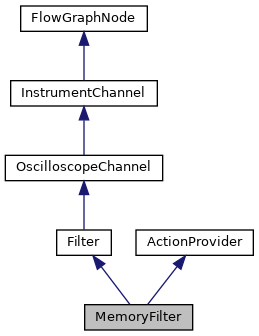 FlowGraphNode
InstrumentChannel
OscilloscopeChannel
Filter
ActionProvider
MemoryFilter